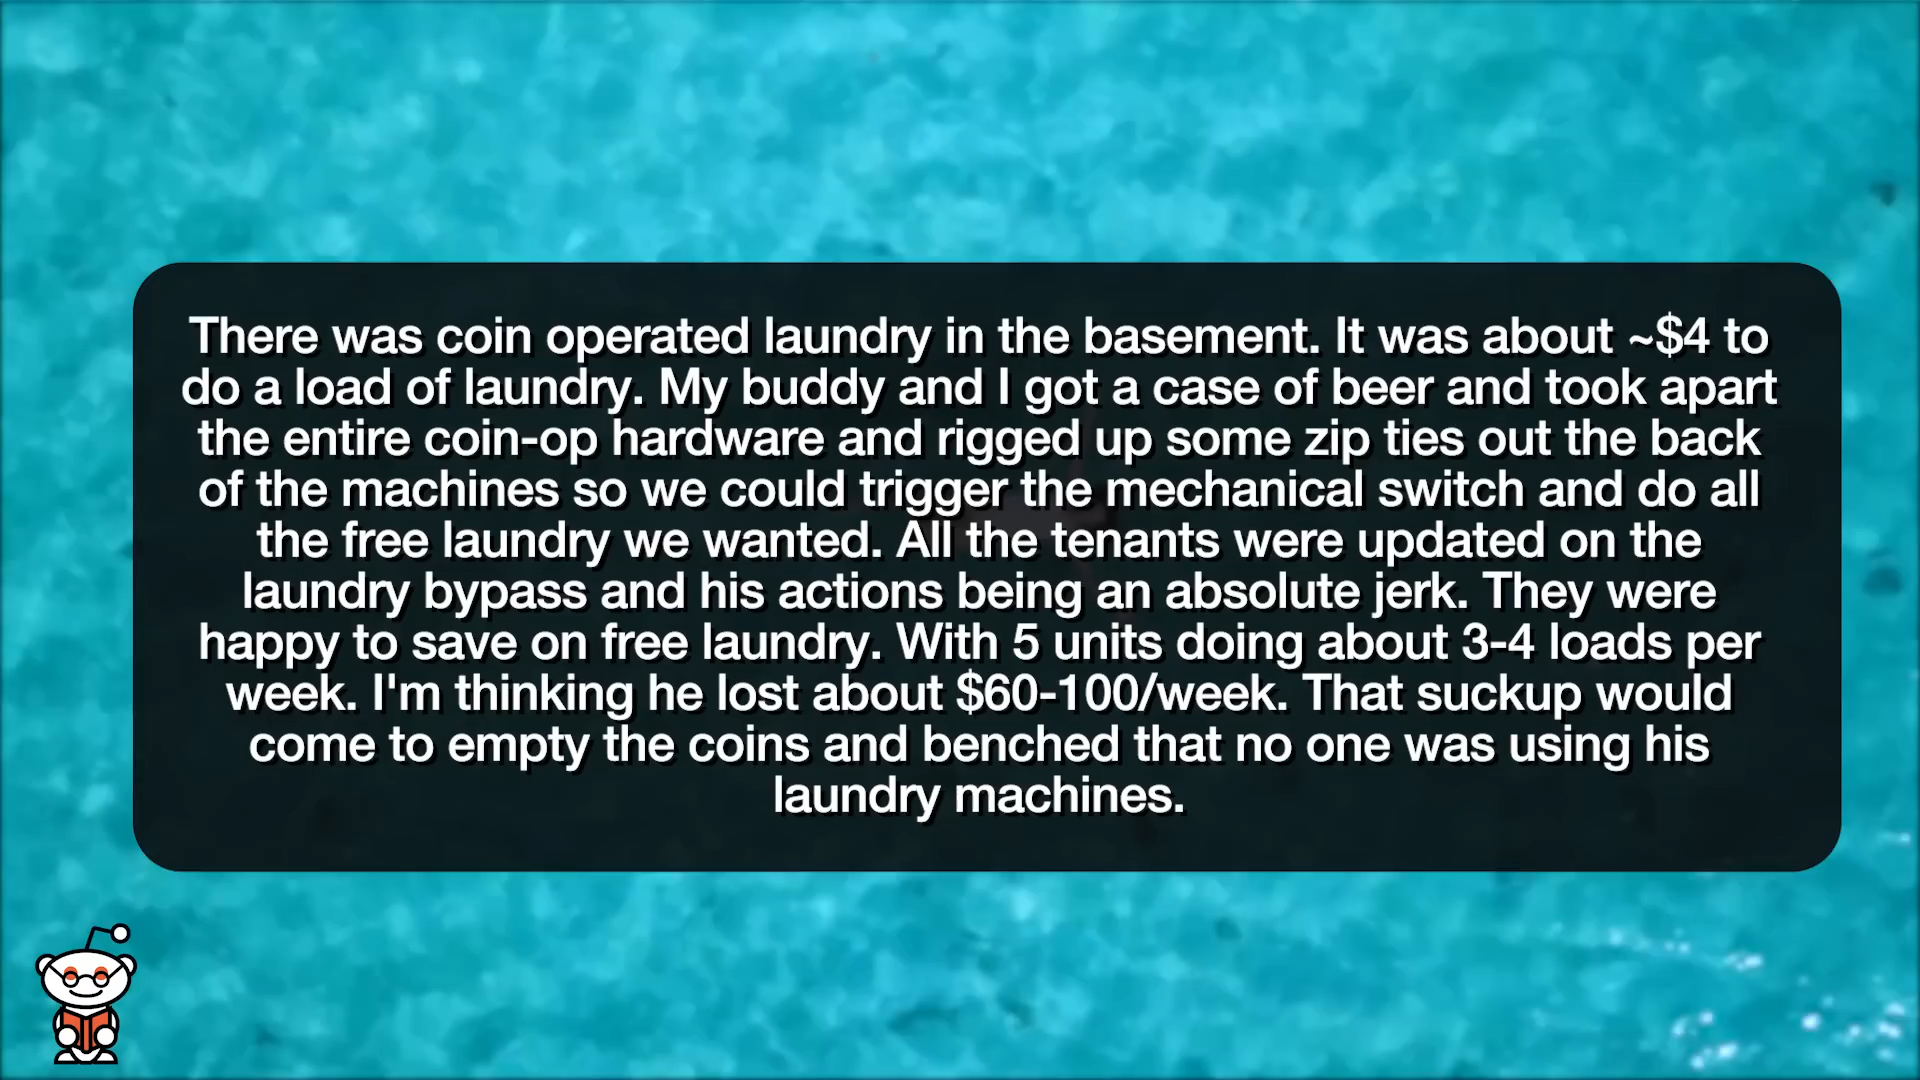 There was coin operated laundry in the basement. It was about ~$4 to
do a load of laundry. My buddy and I got a case of beer and took apart
the entire coin-op hardware and rigged up some zip ties out the back
of the machines so we could trigger the mechanical switch and do all
the free laundry we wanted. All the tenants were updated on the
laundry bypass and his actions being an absolute jerk. They were
happy to save on free laundry. With 5 units doing about 3-4 loads per
week. I'm thinking he lost about $60-100/week. That suckup would
come to empty the coins and benched that no one was using his
laundry machines.